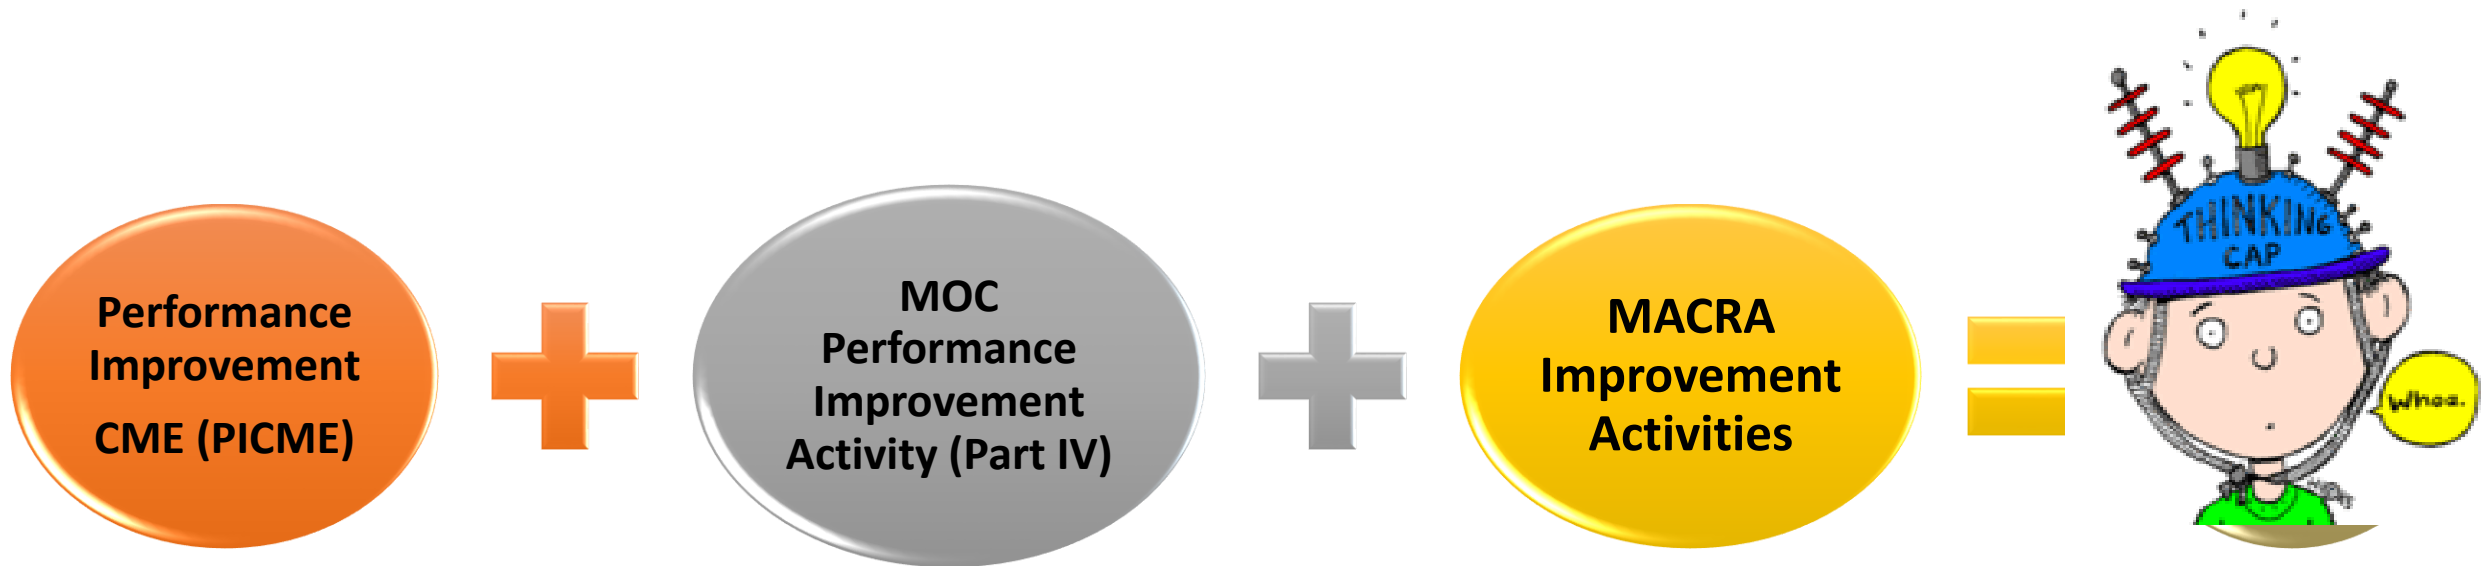 Performance
Improvement
CME (PICME)
MOC
Performance
Improvement
Activity (Part IV)
MACRA
Improvement
Activities
THINKING
CAP
Whoa.